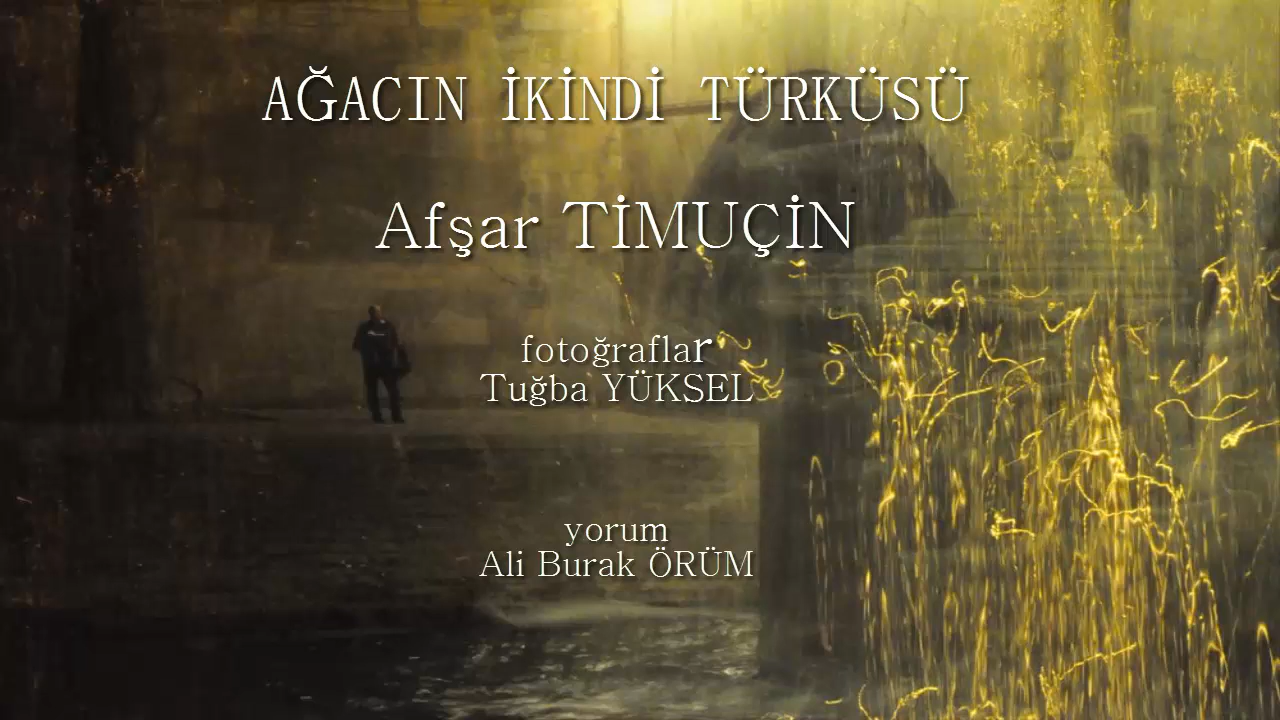 AĞACIN İKİNDİ TÜRKÜSÜ
Afşar TİMUÇİN
fotoğraflar
Tuğba YÜKSEL
yorum
Ali Burak ÖRÜM